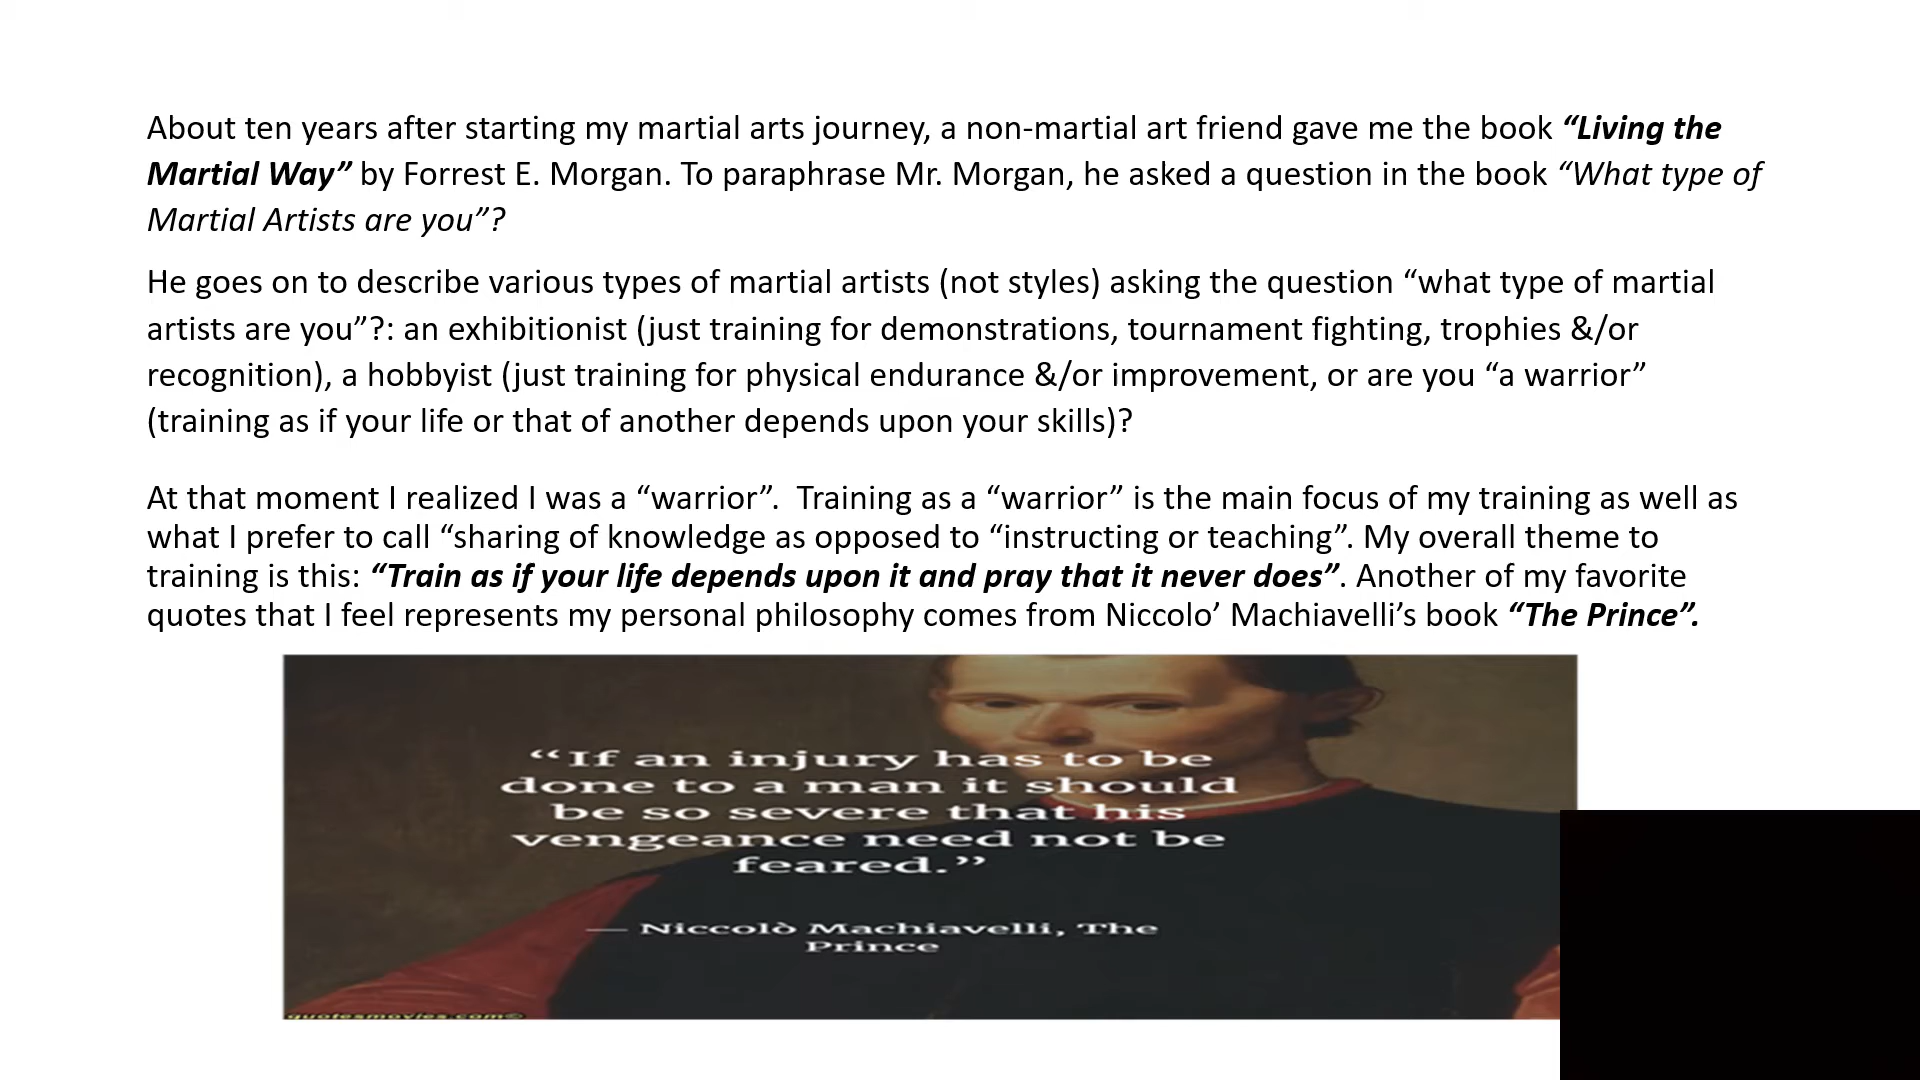 About ten years after starting my martial arts journey, a non-martial art friend gave me the book “Living the
Martial Way” by Forrest E. Morgan. To paraphrase Mr. Morgan, he asked a question in the book “What type of
Martial Artists are you”?
He goes on to describe various types of martial artists (not styles) asking the question “what type of martial
artists are you”?: an exhibitionist (just training for demonstrations, tournament fighting, trophies &/or
recognition), a hobbyist (just training for physical endurance &/or improvement, or are you “a warrior”
(training as if your life or that of another depends upon your skills)?
At that moment I realized I was a “warrior”.  Training as a “warrior” is the main focus of my training as well as
what I prefer to call “sharing of knowledge as opposed to “instructing or teaching”. My overall theme to
training is this: “Train as if your life depends upon it and pray that it never does”. Another of my favorite
quotes that I feel represents my personal philosophy comes from Niccolo’ Machiavelli’s book “The Prince”.
“If an injury has to be
done to a man it should
be so severe that his
vengeance need not be
feared.”
— Niccolò Machiavelli, The
Prince
quotesmovies.com©